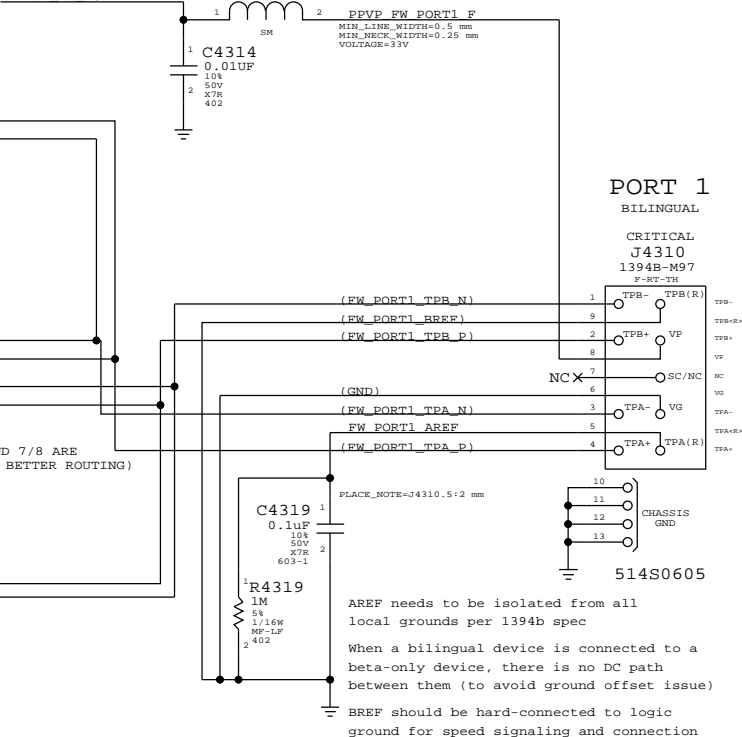 1
2
PPVP_FW_PORT1_F
MIN_LINE_WIDTH=0.5 mm
MIN_NECK_WIDTH=0.25 mm
VOLTAGE=33V
SM
1
C4314
0.01UF
10%
50V
X7R
402
2
PORT 1
BILINGUAL
CRITICAL
J4310
1394B-M97
F-RT-TH
(FW_PORT1_TPB_N)
1
TPB-
TPB(R)
TPB-
(FW_PORT1_BREF)
9
TPB<R>
(FW_PORT1_TPB_P)
2
TPB+
VP
TPB+
8
VP
NC
7
SC/NC
NC
(GND)
6
VG
(FW_PORT1_TPA_N)
3
TPA-
VG
TPA-
FW_PORT1_AREF
5
TPA<R>
(FW_PORT1_TPA_P)
4
TPA+
TPA(R)
TPA+
D 7/8 ARE
BETTER ROUTING)
PLACE_NOTE=J4310.5:2 mm
C4319
1
0.1uF
10%
50V
X7R
603-1
2
10
11
12
13
CHASSIS
GND
514S0605
1
R4319
1M
5%
1/16W
MF-LF
402
2
AREF needs to be isolated from all
local grounds per 1394b spec
When a bilingual device is connected to a
beta-only device, there is no DC path
between them (to avoid ground offset issue)
BREF should be hard-connected to logic
ground for speed signaling and connection